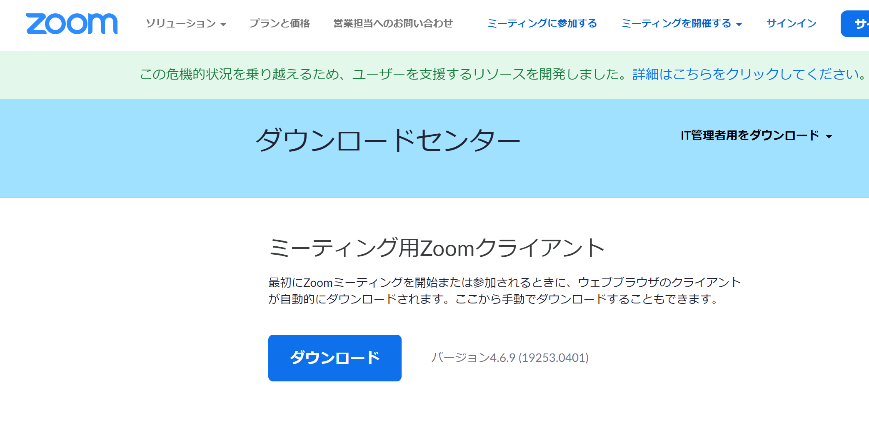 zoom ソリューション プランと価格 営業担当へのお問い合わせ ミーティングに参加する ミーティングを開催する サインイン サ
この危機的状況を乗り越えるため、ユーザーを支援するリソースを開発しました。詳細はこちらをクリックしてください。
ダウンロードセンター IT管理者用をダウンロード
ミーティング用Zoomクライアント
最初にZoomミーティングを開始または参加されるときに、ウェブブラウザのクライアント
が自動的にダウンロードされます。ここから手動でダウンロードすることもできます。
ダウンロード バージョン4.6.9 (19253.0401)